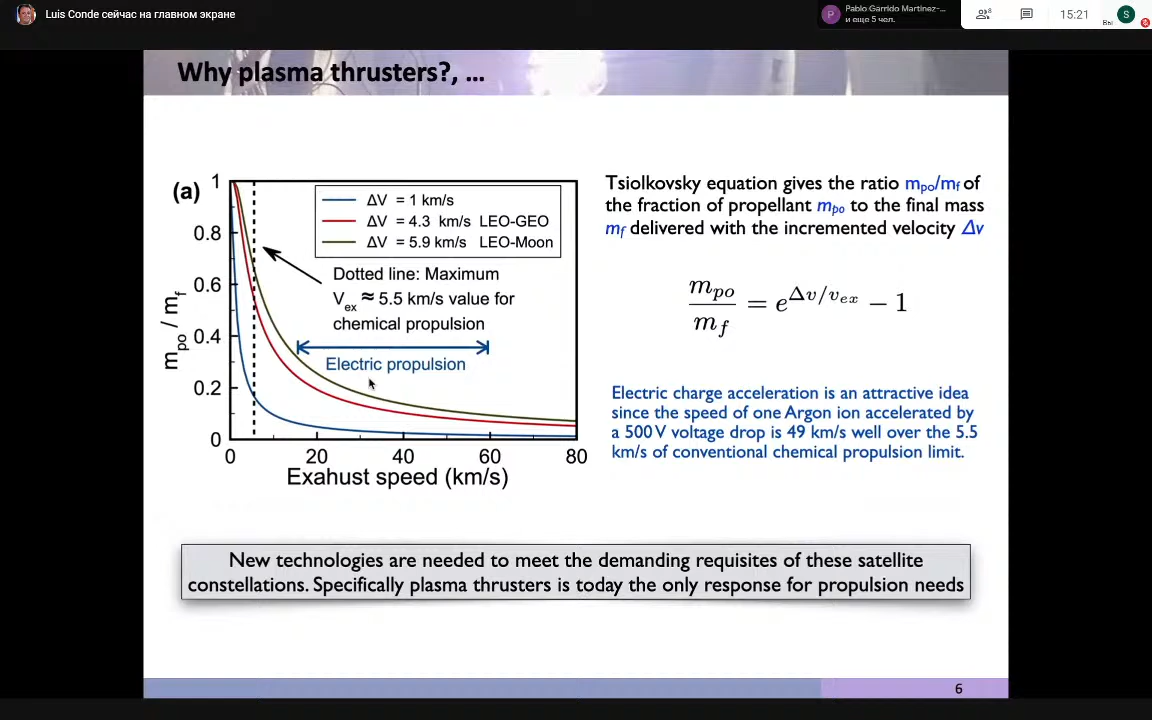 Luis Conde сейчас на главном экране
Pablo Garrido Martinez-...
и еще 5 чел.
P
8
15:21
Вы
S
Why plasma thrusters?, ...
(a)
1
0.8
0.6
0.4
0.2
0
m_po / m_f
ΔV = 1 km/s
ΔV = 4.3 km/s LEO-GEO
ΔV = 5.9 km/s LEO-Moon
Dotted line: Maximum
V_ex ≈ 5.5 km/s value for
chemical propulsion
Electric propulsion
0 20 40 60 80
Exahust speed (km/s)
Tsiolkovsky equation gives the ratio m_po/m_f of
the fraction of propellant m_po to the final mass
m_f delivered with the incremented velocity Δv
m_po / m_f = e^{Δv/v_ex} − 1
Electric charge acceleration is an attractive idea
since the speed of one Argon ion accelerated by
a 500 V voltage drop is 49 km/s well over the 5.5
km/s of conventional chemical propulsion limit.
New technologies are needed to meet the demanding requisites of these satellite
constellations. Specifically plasma thrusters is today the only response for propulsion needs
6